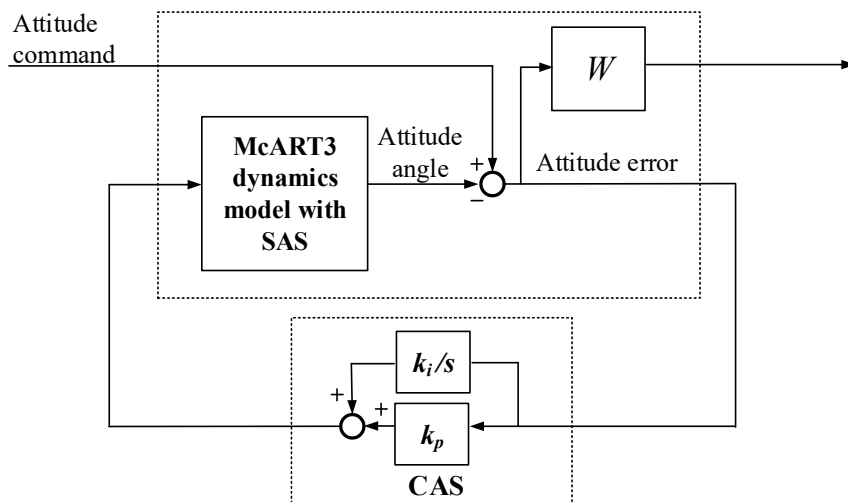 Attitude
command
W
McART3
dynamics
model with
SAS
Attitude
angle
+
−
Attitude error
k_i/s
+
+
k_p
CAS